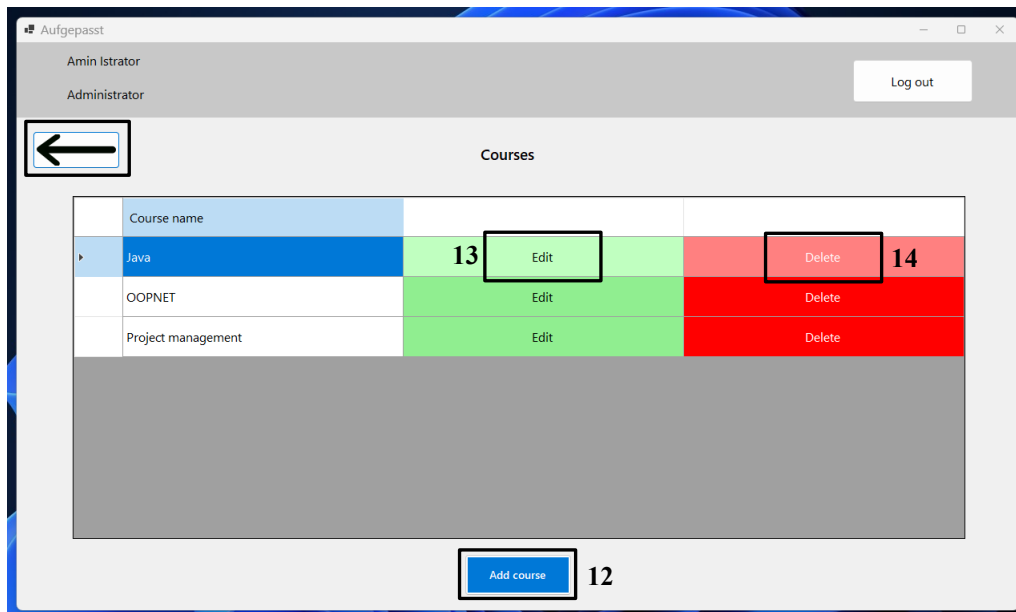 Aufgepasst
Amin Istrator
Log out
Administrator
Courses
Course name
Java 13 Edit Delete 14
OOPNET Edit Delete
Project management Edit Delete
Add course 12